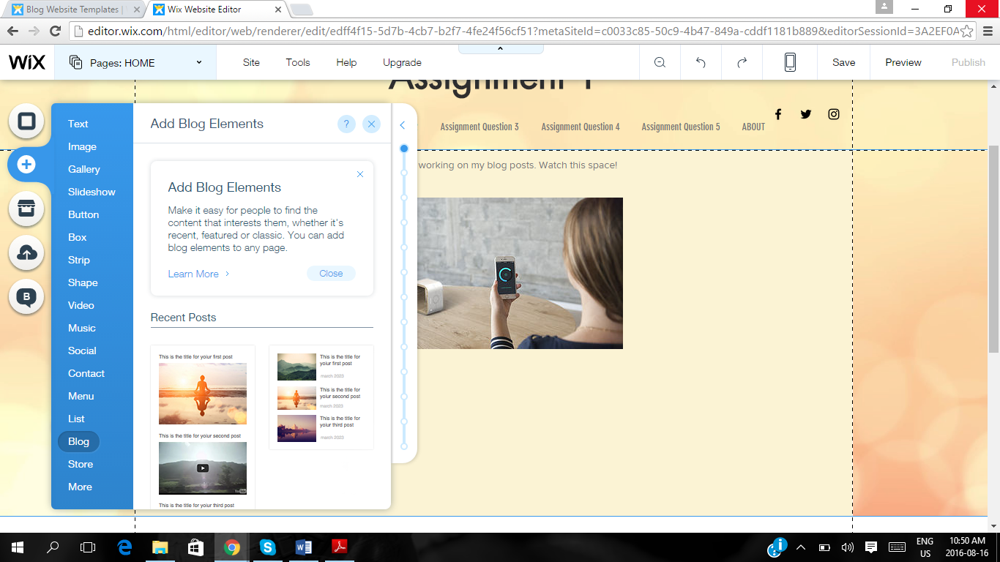 Blog Website Templates |
Wix Website Editor
editor.wix.com/html/editor/web/renderer/edit/edff4f15-5d7b-4cb7-b2f7-4fe24f56cf51?metaSiteId=c0033c85-50c9-4b47-849a-cddf1181b889&editorSessionId=3A2EF0A
WiX
Pages: HOME
Site
Tools
Help
Upgrade
Save
Preview
Publish
Assignment 1
Assignment Question 3
Assignment Question 4
Assignment Question 5
ABOUT
working on my blog posts. Watch this space!
Text
Image
Gallery
Slideshow
Button
Box
Strip
Shape
Video
Music
Social
Contact
Menu
List
Blog
Store
More
B
Add Blog Elements
?
Add Blog Elements
Make it easy for people to find the
content that interests them, whether it's
recent, featured or classic. You can add
blog elements to any page.
Learn More
Close
Recent Posts
This is the title for your first post
This is the title for your second post
This is the title for your third post
This is the title for
your first post
march 2023
This is the title for
your second post
march 2023
This is the title for
your third post
march 2023
ENG
US
10:50 AM
2016-08-16